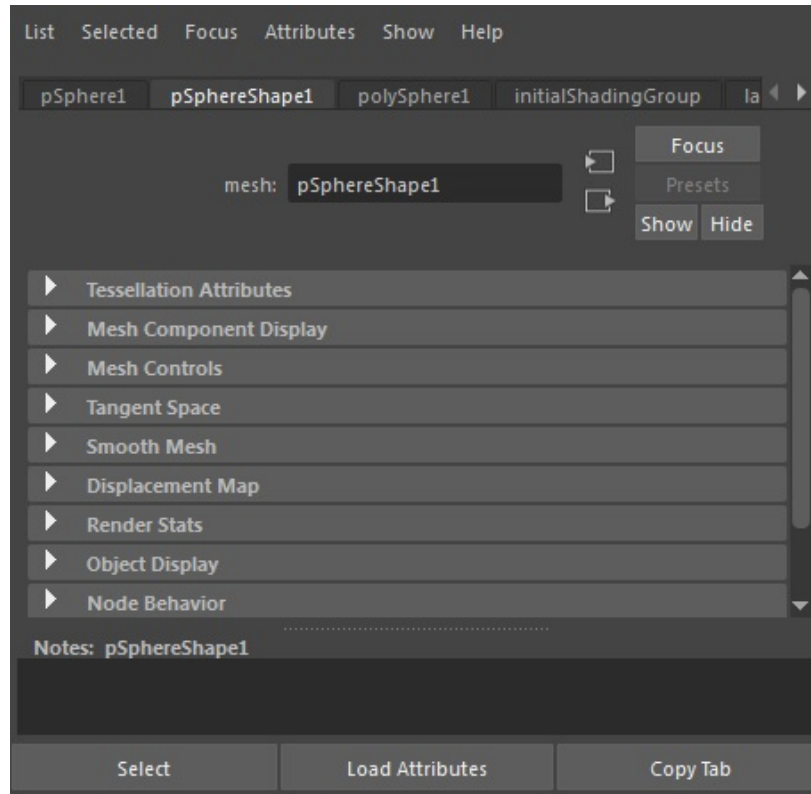 List Selected Focus Attributes Show Help
pSphere1 pSphereShape1 polySphere1 initialShadingGroup la
Focus
mesh: pSphereShape1
Presets
Show Hide
Tessellation Attributes
Mesh Component Display
Mesh Controls
Tangent Space
Smooth Mesh
Displacement Map
Render Stats
Object Display
Node Behavior
Notes: pSphereShape1
Select Load Attributes Copy Tab